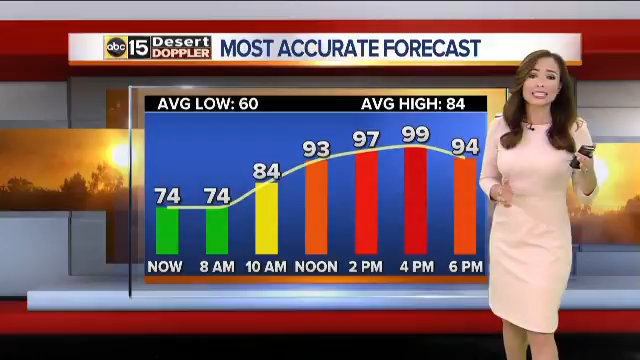 abc 15 Desert DOPPLER MOST ACCURATE FORECAST
AVG LOW: 60 AVG HIGH: 84
74 74 84 93 97 99 94
NOW 8 AM 10 AM NOON 2 PM 4 PM 6 PM